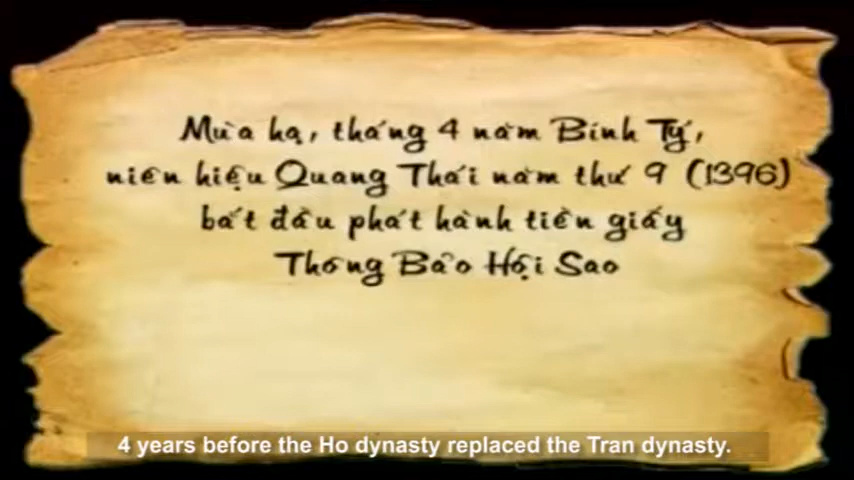 Mùa hạ, tháng 4 năm Bính Tý,
niên hiệu Quang Thái năm thứ 9 (1396)
bắt đầu phát hành tiền giấy
Thông Bảo Hội Sao
4 years before the Ho dynasty replaced the Tran dynasty.